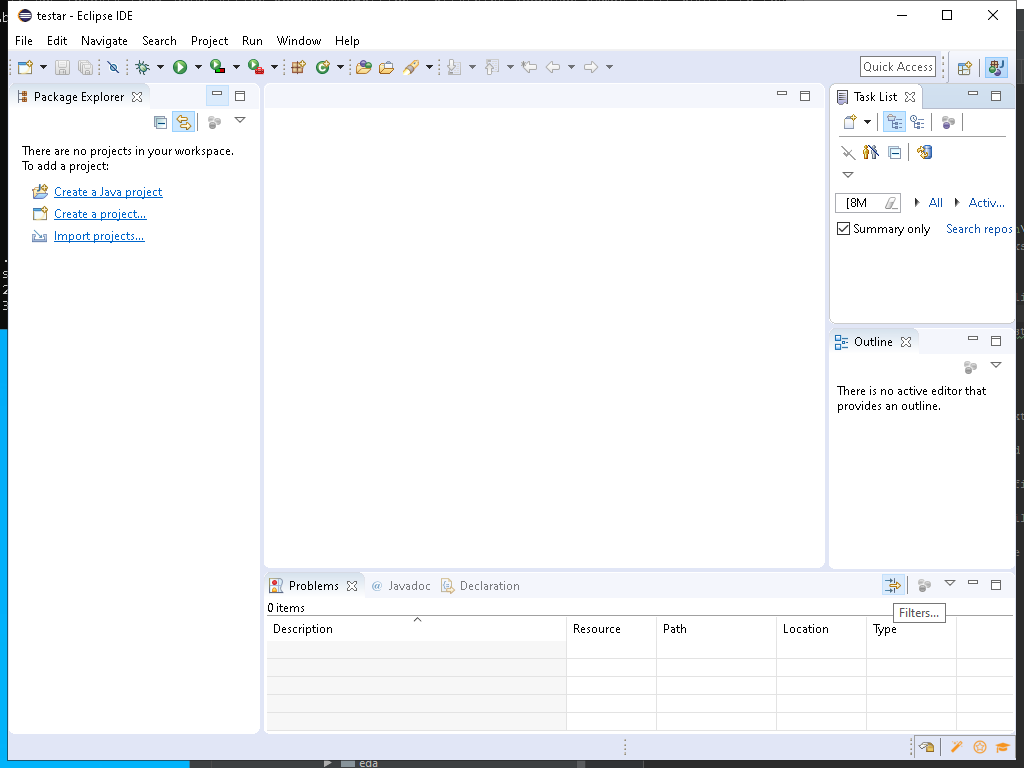 testar - Eclipse IDE
File Edit Navigate Search Project Run Window Help
Quick Access
Package Explorer
Task List
There are no projects in your workspace.
To add a project:
Create a Java project
Create a project...
Import projects...
[8M All Activ...
Summary only Search repos
Outline
There is no active editor that
provides an outline.
Problems @ Javadoc Declaration
0 items
Filters...
Description Resource Path Location Type
eda